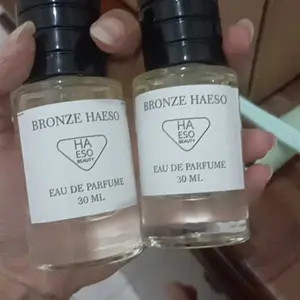 BRONZE HAESO
HA
ESO
BEAUTY
EAU DE PARFUME
30 ML
BRONZE HAESO
HA
ESO
BEAUTY
EAU DE PARFUME
30 ML